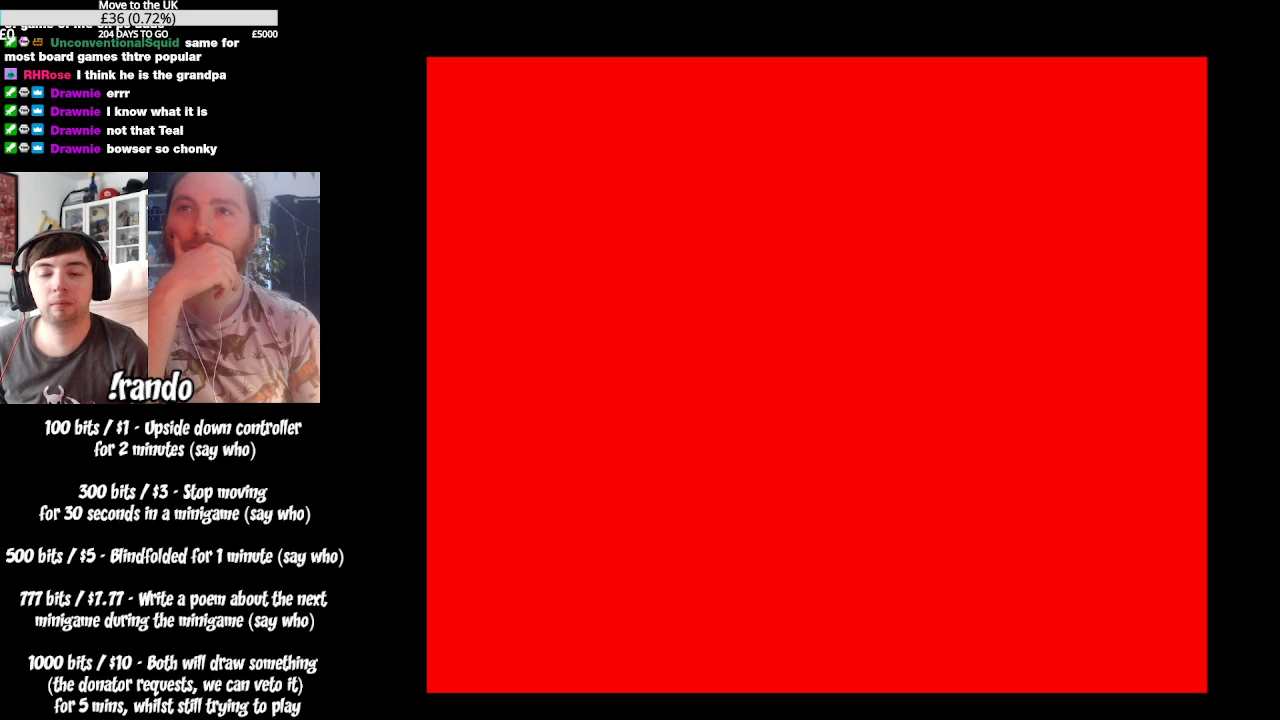 Move to the UK
£36 (0.72%)
£0 204 DAYS TO GO £5000
UnconventionalSquid same for
most board games thtre popular
RHRose I think he is the grandpa
Drawnie errr
Drawnie I know what it is
Drawnie not that Teal
Drawnie bowser so chonky
!rando
100 bits / $1 - Upside down controller
for 2 minutes (say who)
300 bits / $3 - Stop moving
for 30 seconds in a minigame (say who)
500 bits / $5 - Blindfolded for 1 minute (say who)
777 bits / $7.77 - Write a poem about the next
minigame during the minigame (say who)
1000 bits / $10 - Both will draw something
(the donator requests, we can veto it)
for 5 mins, whilst still trying to play